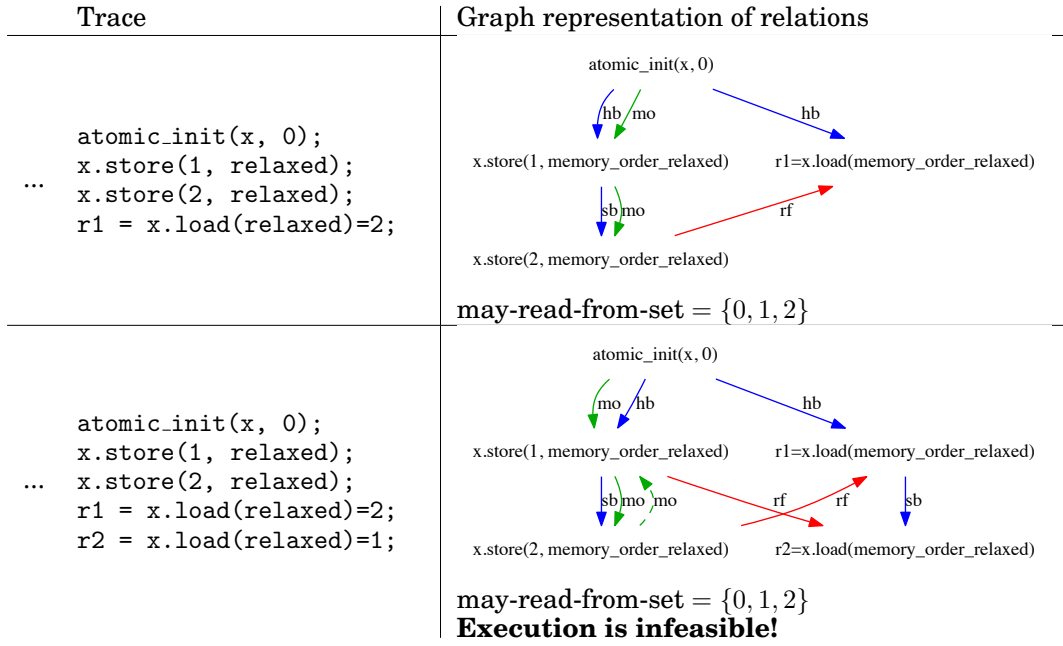 Trace
Graph representation of relations
...
atomic_init(x, 0);
x.store(1, relaxed);
x.store(2, relaxed);
r1 = x.load(relaxed)=2;
atomic_init(x, 0)
hb mo hb
x.store(1, memory_order_relaxed) r1=x.load(memory_order_relaxed)
sb mo rf
x.store(2, memory_order_relaxed)
may-read-from-set = {0, 1, 2}
...
atomic_init(x, 0);
x.store(1, relaxed);
x.store(2, relaxed);
r1 = x.load(relaxed)=2;
r2 = x.load(relaxed)=1;
atomic_init(x, 0)
mo hb hb
x.store(1, memory_order_relaxed) r1=x.load(memory_order_relaxed)
sb mo mo rf rf sb
x.store(2, memory_order_relaxed) r2=x.load(memory_order_relaxed)
may-read-from-set = {0, 1, 2}
Execution is infeasible!